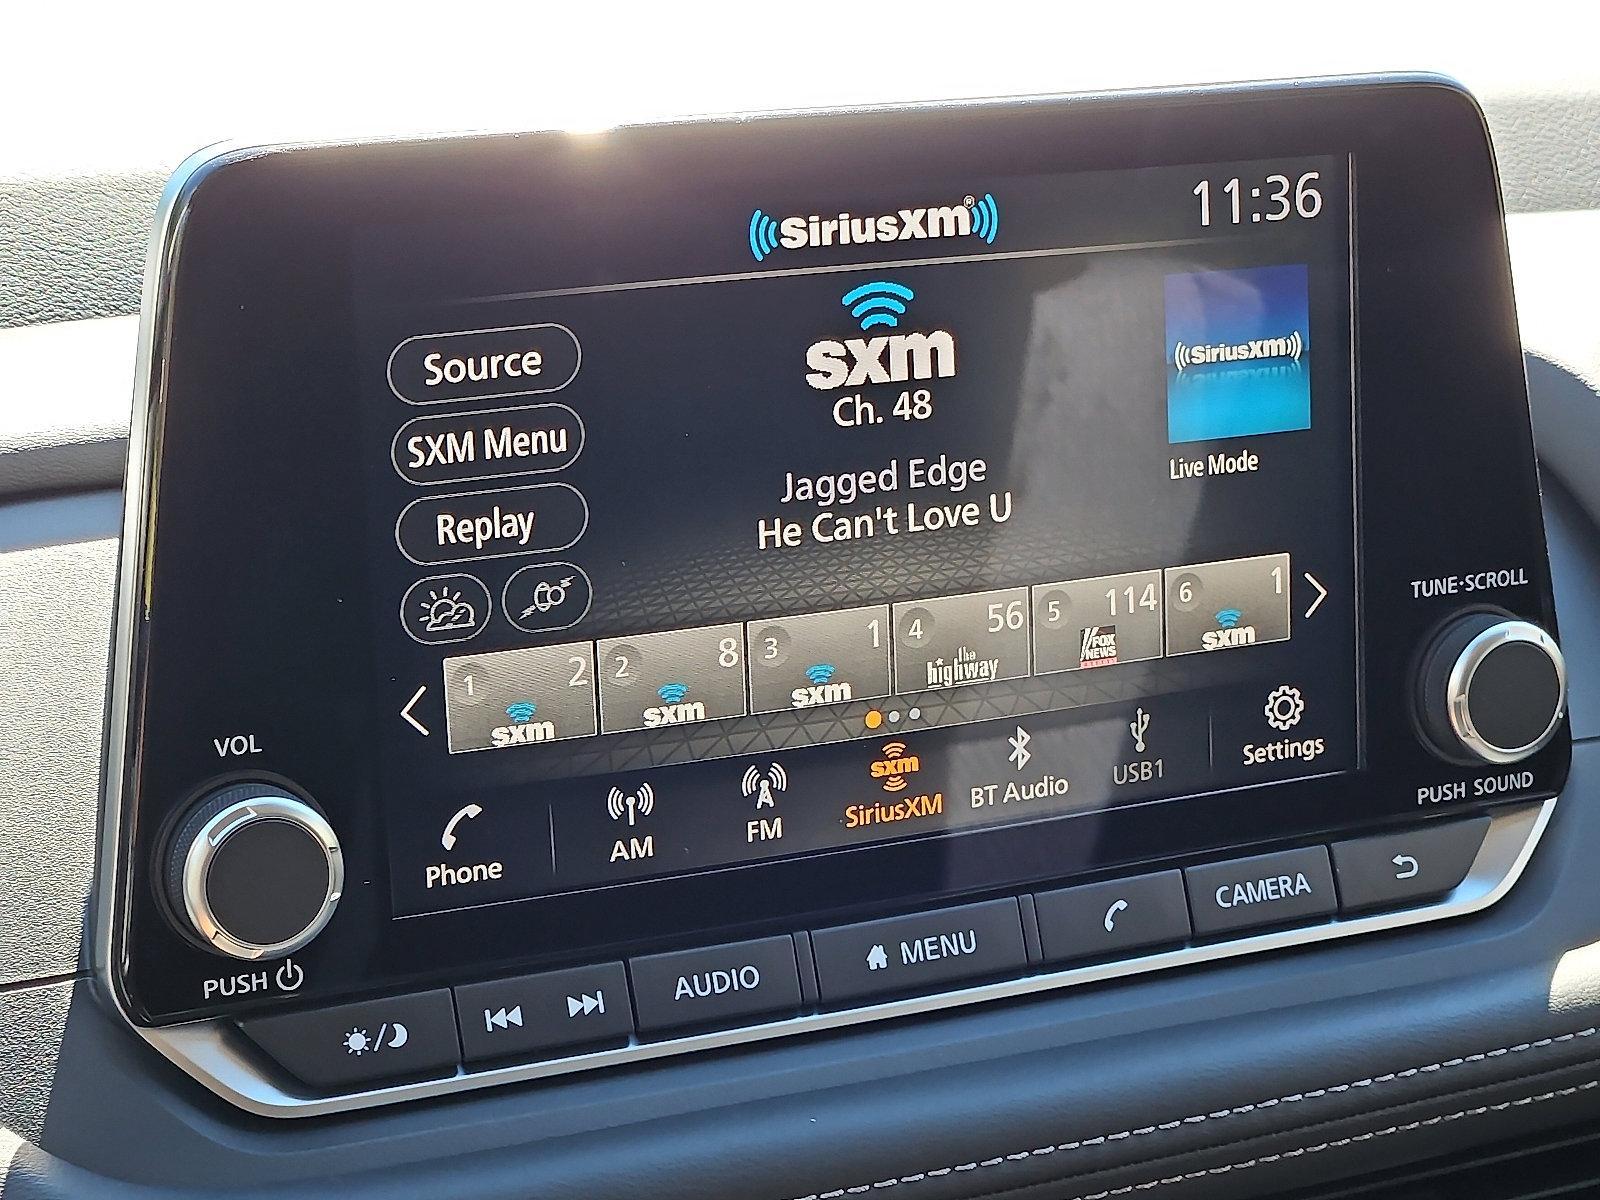 SiriusXM®
11:36
Source
SXM Menu
Replay
sxm
Ch. 48
Jagged Edge
He Can't Love U
SiriusXM
Live Mode
1 2 sxm
2 8 sxm
3 1 sxm
4 56 the highway
5 114 FOX NEWS
6 1 sxm
Phone
AM
FM
sxm
SiriusXM
BT Audio
USB1
Settings
VOL
PUSH
TUNE·SCROLL
PUSH SOUND
AUDIO
MENU
CAMERA